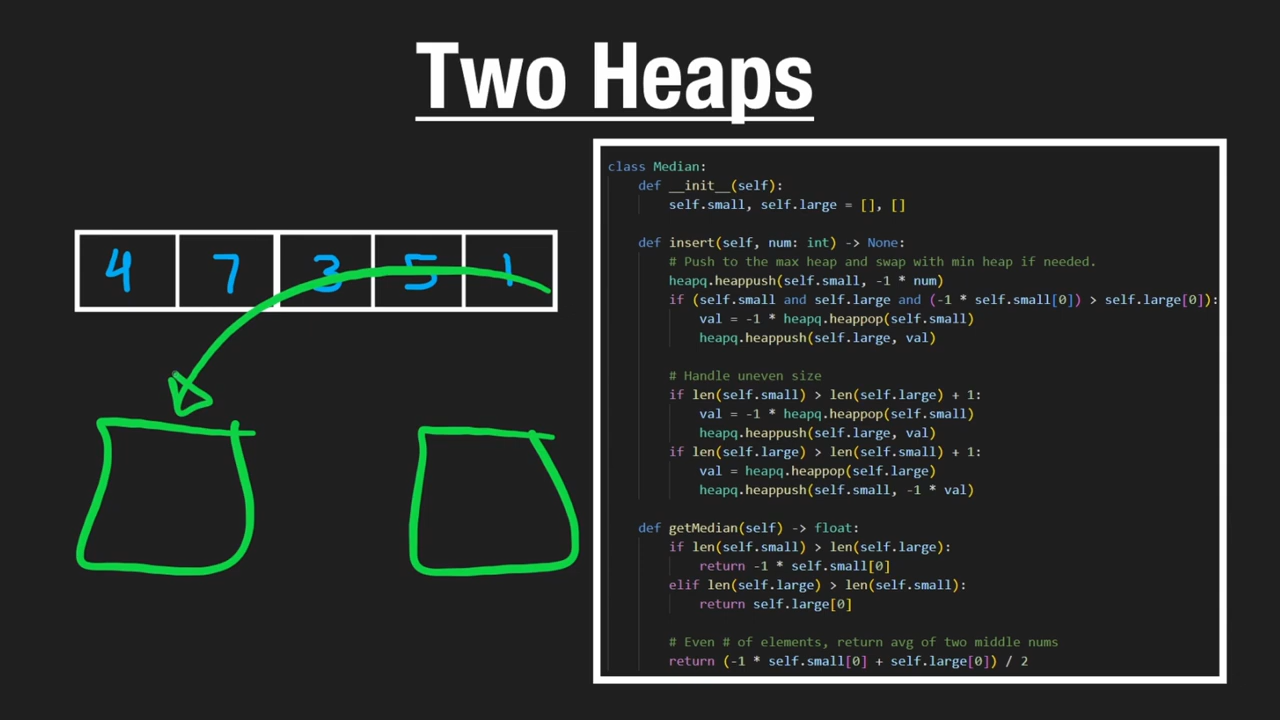 Two Heaps
4 7 3 5 1
class Median:
    def __init__(self):
        self.small, self.large = [], []

    def insert(self, num: int) -> None:
        # Push to the max heap and swap with min heap if needed.
        heapq.heappush(self.small, -1 * num)
        if (self.small and self.large and (-1 * self.small[0]) > self.large[0]):
            val = -1 * heapq.heappop(self.small)
            heapq.heappush(self.large, val)

        # Handle uneven size
        if len(self.small) > len(self.large) + 1:
            val = -1 * heapq.heappop(self.small)
            heapq.heappush(self.large, val)
        if len(self.large) > len(self.small) + 1:
            val = heapq.heappop(self.large)
            heapq.heappush(self.small, -1 * val)

    def getMedian(self) -> float:
        if len(self.small) > len(self.large):
            return -1 * self.small[0]
        elif len(self.large) > len(self.small):
            return self.large[0]

        # Even # of elements, return avg of two middle nums
        return (-1 * self.small[0] + self.large[0]) / 2